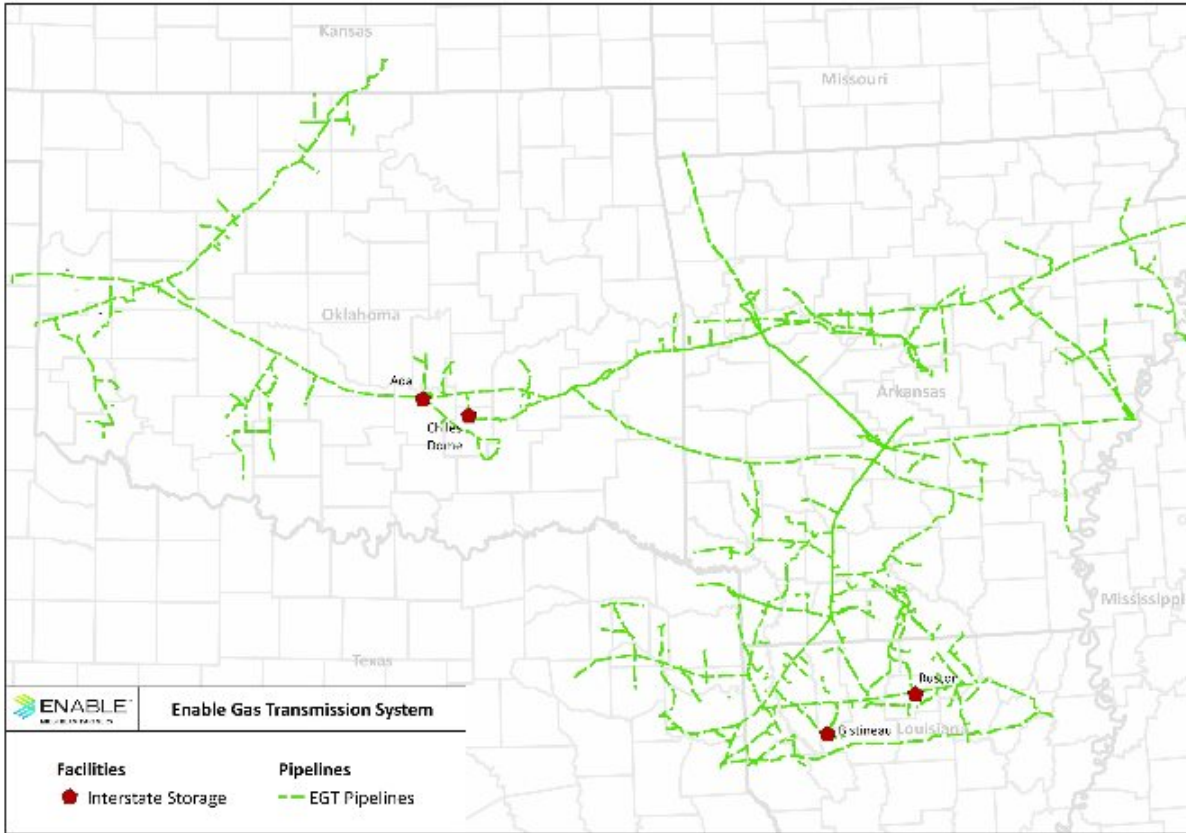 Kansas
Missouri
Oklahoma
Ada
Chiles
Dome
Arkansas
Mississippi
Texas
Ruston
Louisiana
ENABLE
Enable Gas Transmission System
Facilities
Pipelines
Interstate Storage
EGT Pipelines